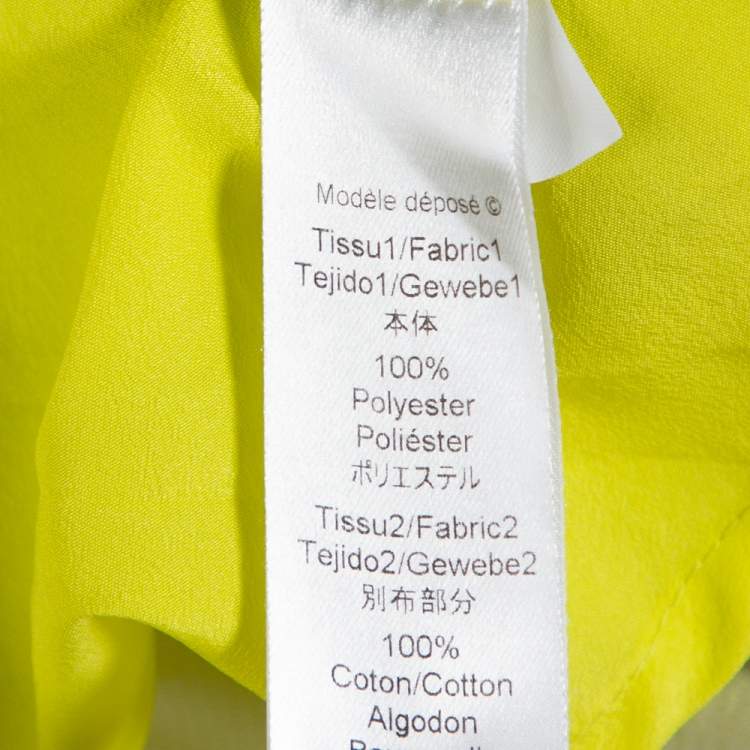 Modèle déposé ©
Tissu1/Fabric1
Tejido1/Gewebe1
本体
100%
Polyester
Poliéster
ポリエステル
Tissu2/Fabric2
Tejido2/Gewebe2
別布部分
100%
Coton/Cotton
Algodon